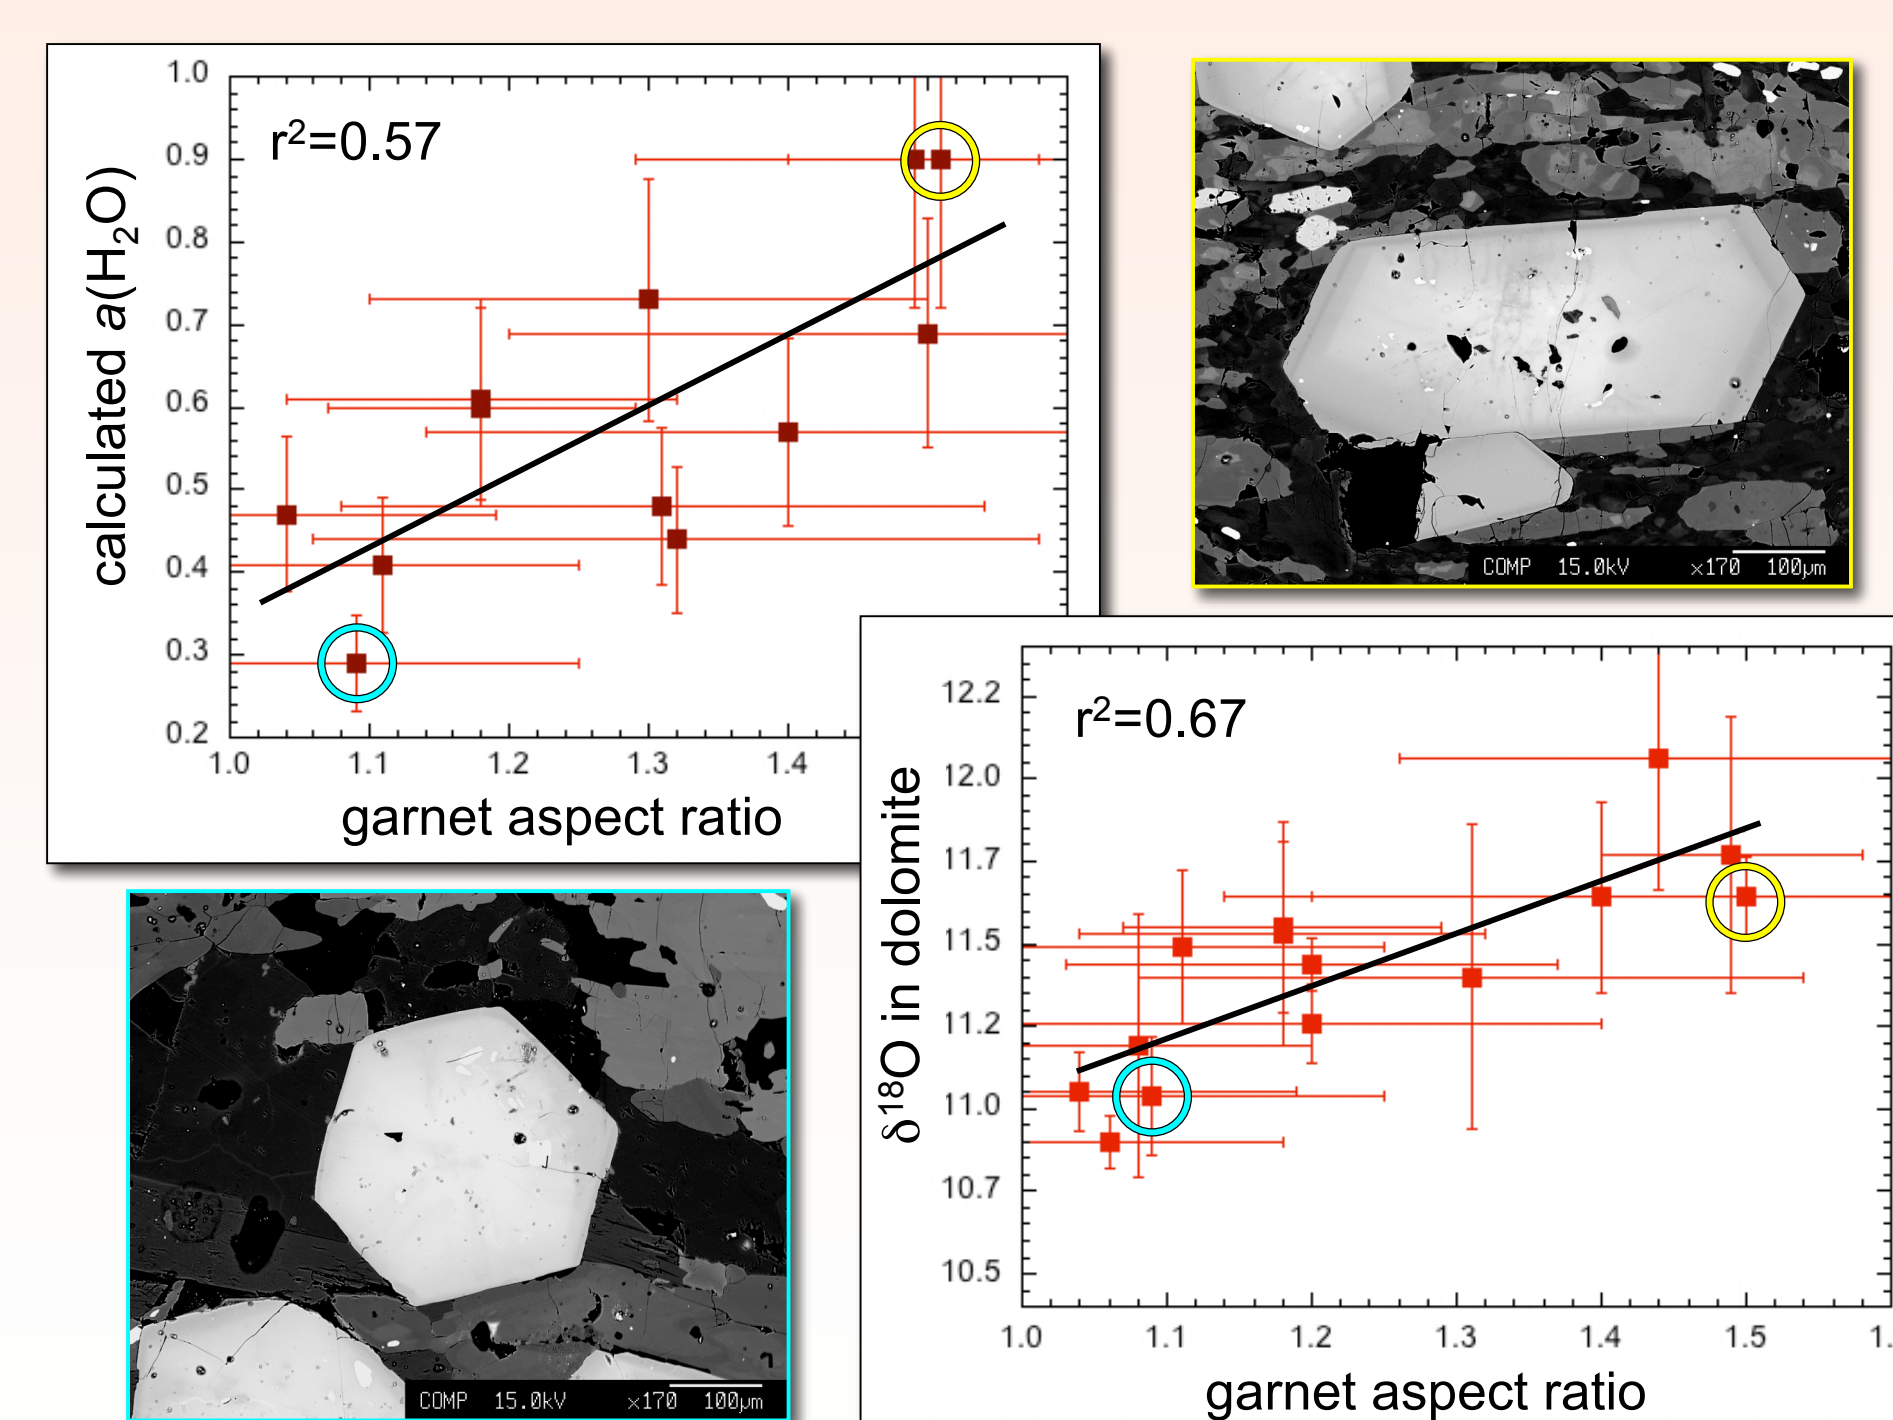 1.0
0.9
0.8
0.7
0.6
0.5
0.4
0.3
0.2
calculated a(H₂O)
r²=0.57
1.0 1.1 1.2 1.3 1.4
garnet aspect ratio
COMP 15.0kV ×170 100µm
12.2
12.0
11.7
11.5
11.2
11.0
10.7
10.5
δ¹⁸O in dolomite
r²=0.67
1.0 1.1 1.2 1.3 1.4 1.5 1.
garnet aspect ratio
COMP 15.0kV ×170 100µm